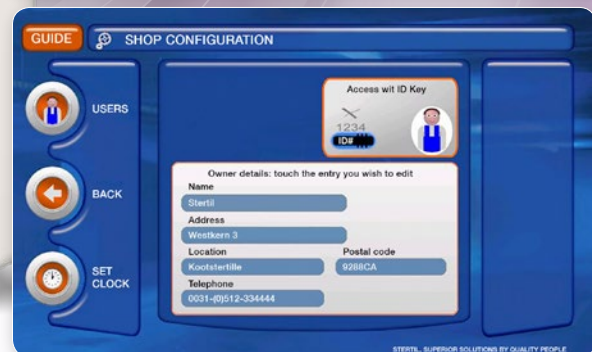 GUIDE
SHOP CONFIGURATION
USERS
BACK
SET
CLOCK
Access wit ID Key
1234
ID#
Owner details: touch the entry you wish to edit
Name
Stertil
Address
Westkern 3
Location
Postal code
Kootstertille
9288CA
Telephone
0031-(0)512-334444
STERTIL, SUPERIOR SOLUTIONS BY QUALITY PEOPLE